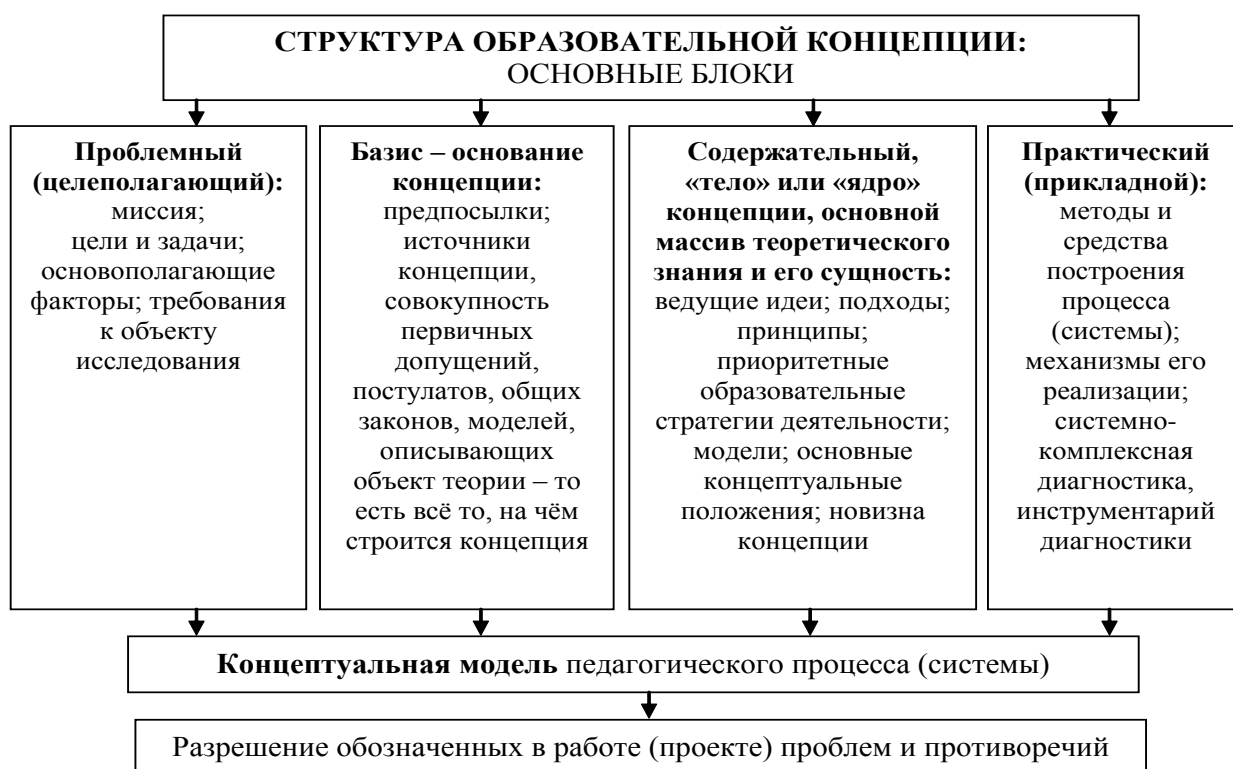 СТРУКТУРА ОБРАЗОВАТЕЛЬНОЙ КОНЦЕПЦИИ:
ОСНОВНЫЕ БЛОКИ
Проблемный
(целеполагающий):
миссия;
цели и задачи;
основополагающие
факторы; требования
к объекту
исследования
Базис – основание
концепции:
предпосылки;
источники
концепции,
совокупность
первичных
допущений,
постулатов, общих
законов, моделей,
описывающих
объект теории – то
есть всё то, на чём
строится концепция
Содержательный,
«тело» или «ядро»
концепции, основной
массив теоретического
знания и его сущность:
ведущие идеи; подходы;
принципы;
приоритетные
образовательные
стратегии деятельности;
модели; основные
концептуальные
положения; новизна
концепции
Практический
(прикладной):
методы и
средства
построения
процесса
(системы);
механизмы его
реализации;
системно-
комплексная
диагностика,
инструментарий
диагностики
Концептуальная модель педагогического процесса (системы)
Разрешение обозначенных в работе (проекте) проблем и противоречий